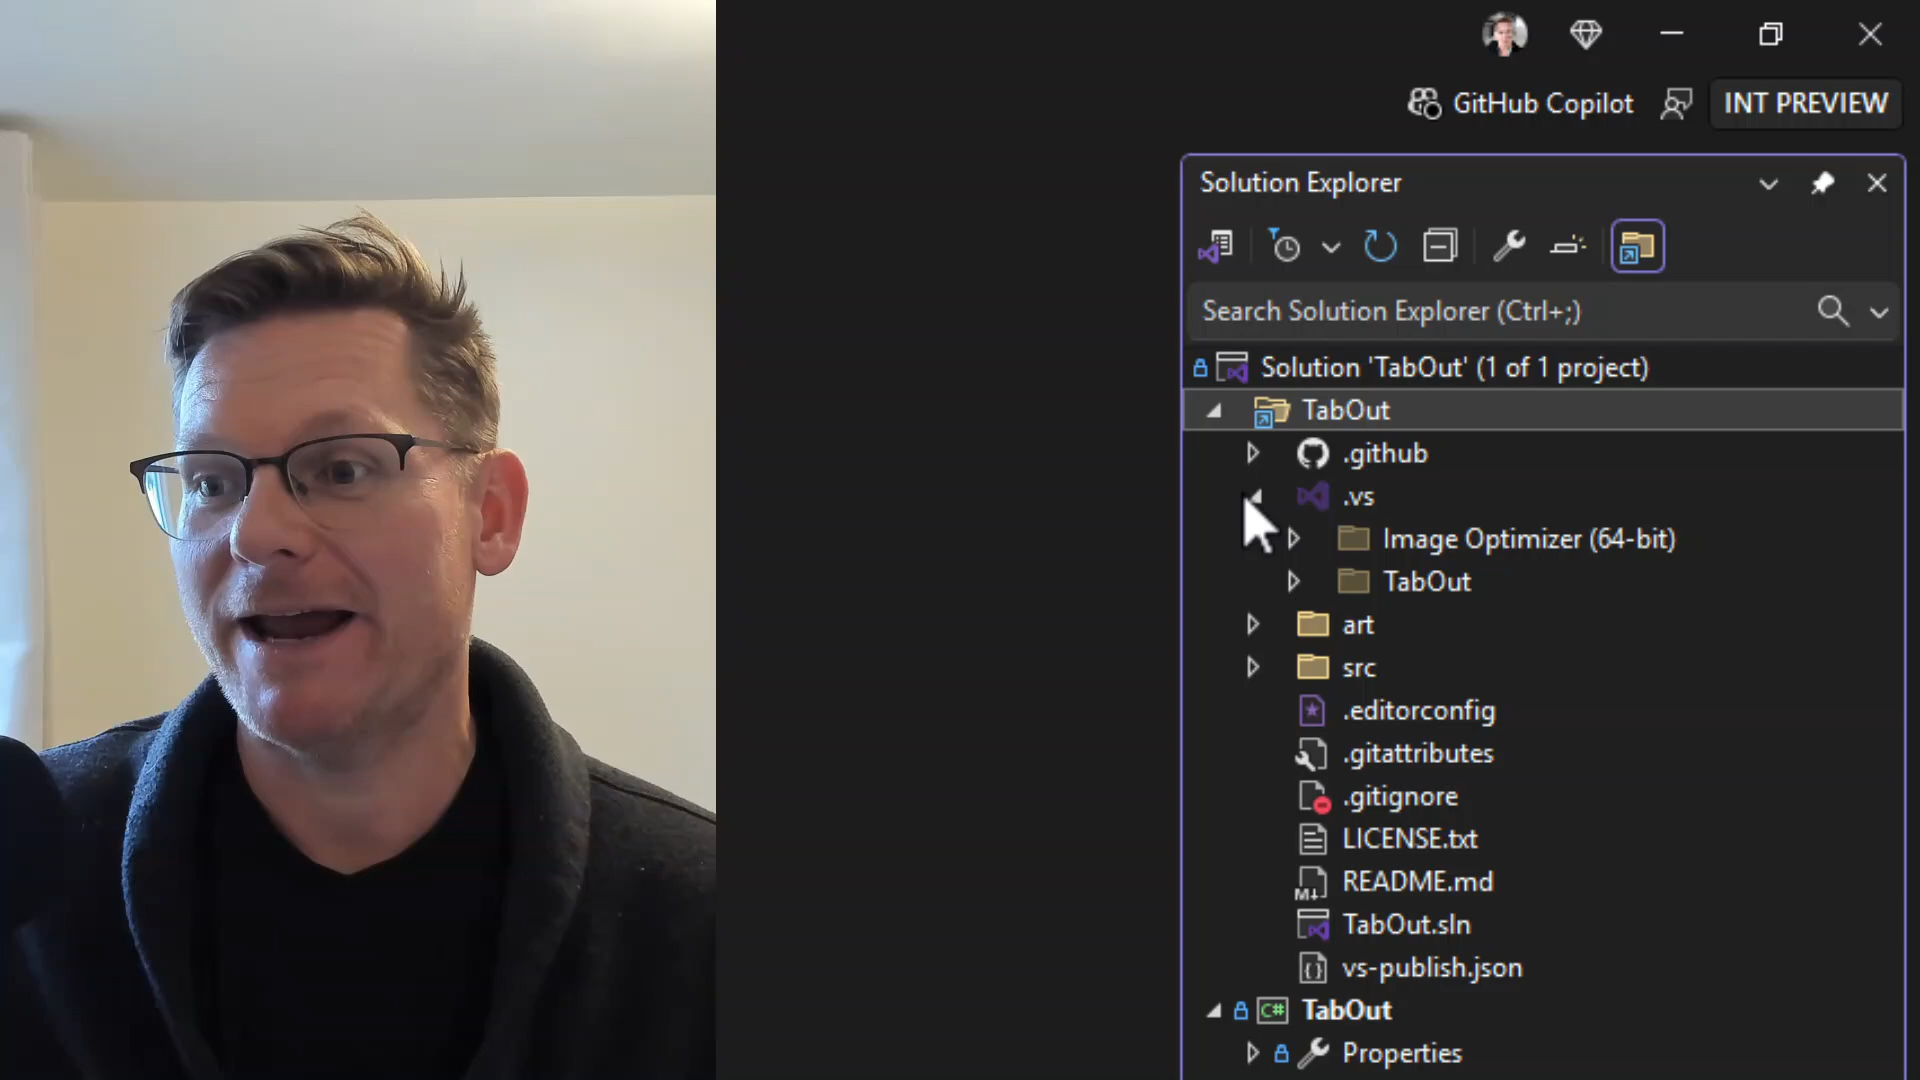 GitHub Copilot
INT PREVIEW
Solution Explorer
Search Solution Explorer (Ctrl+;)
Solution 'TabOut' (1 of 1 project)
TabOut
.github
.vs
Image Optimizer (64-bit)
TabOut
art
src
.editorconfig
.gitattributes
.gitignore
LICENSE.txt
README.md
TabOut.sln
vs-publish.json
C# TabOut
Properties